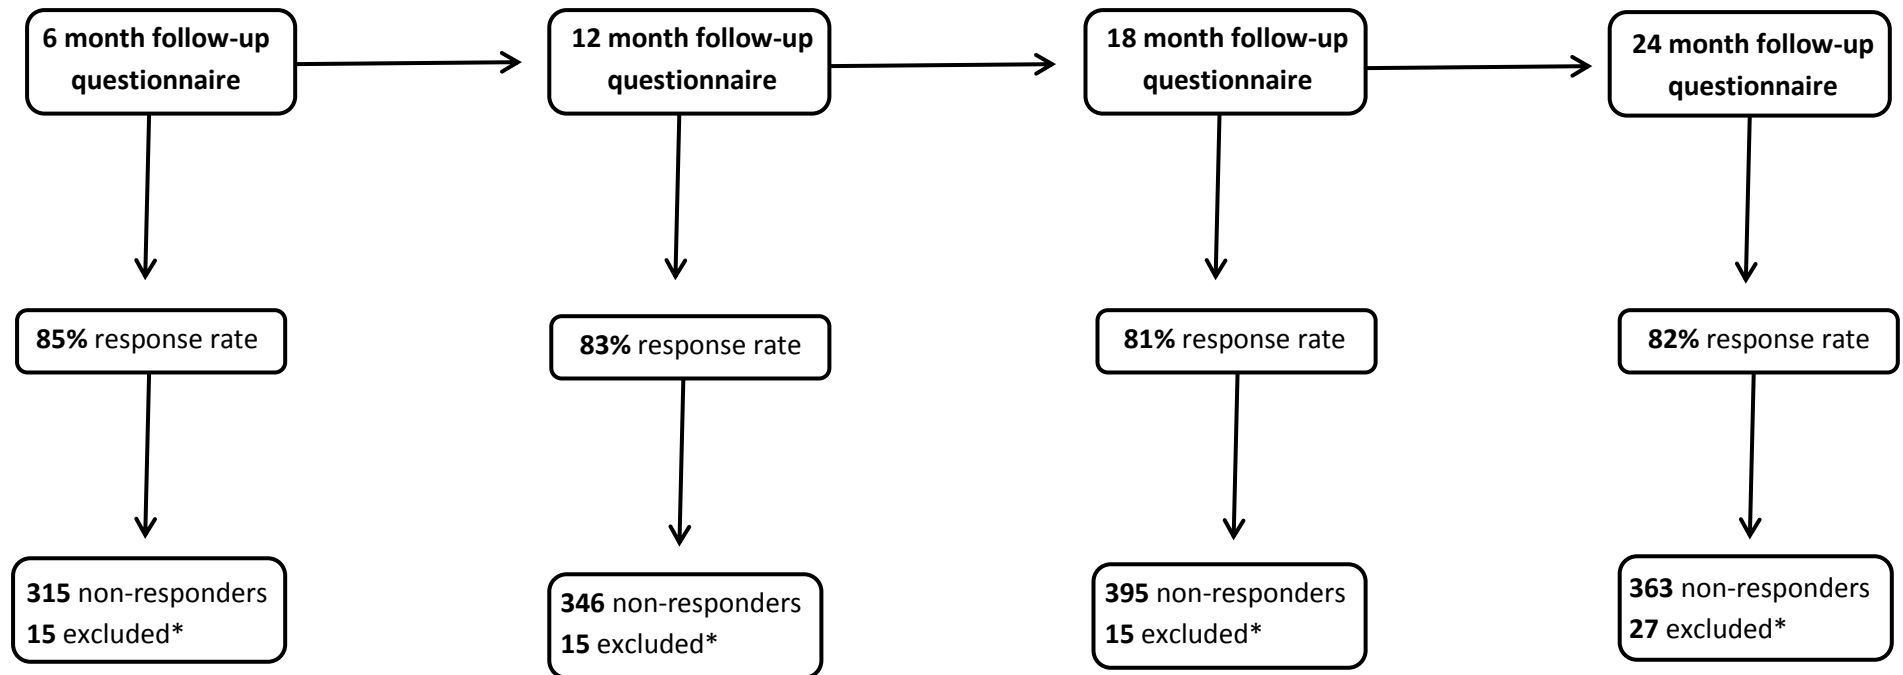 6 month follow-up
questionnaire
12 month follow-up
questionnaire
18 month follow-up
questionnaire
24 month follow-up
questionnaire
85% response rate
83% response rate
81% response rate
82% response rate
315 non-responders
15 excluded*
346 non-responders
15 excluded*
395 non-responders
15 excluded*
363 non-responders
27 excluded*